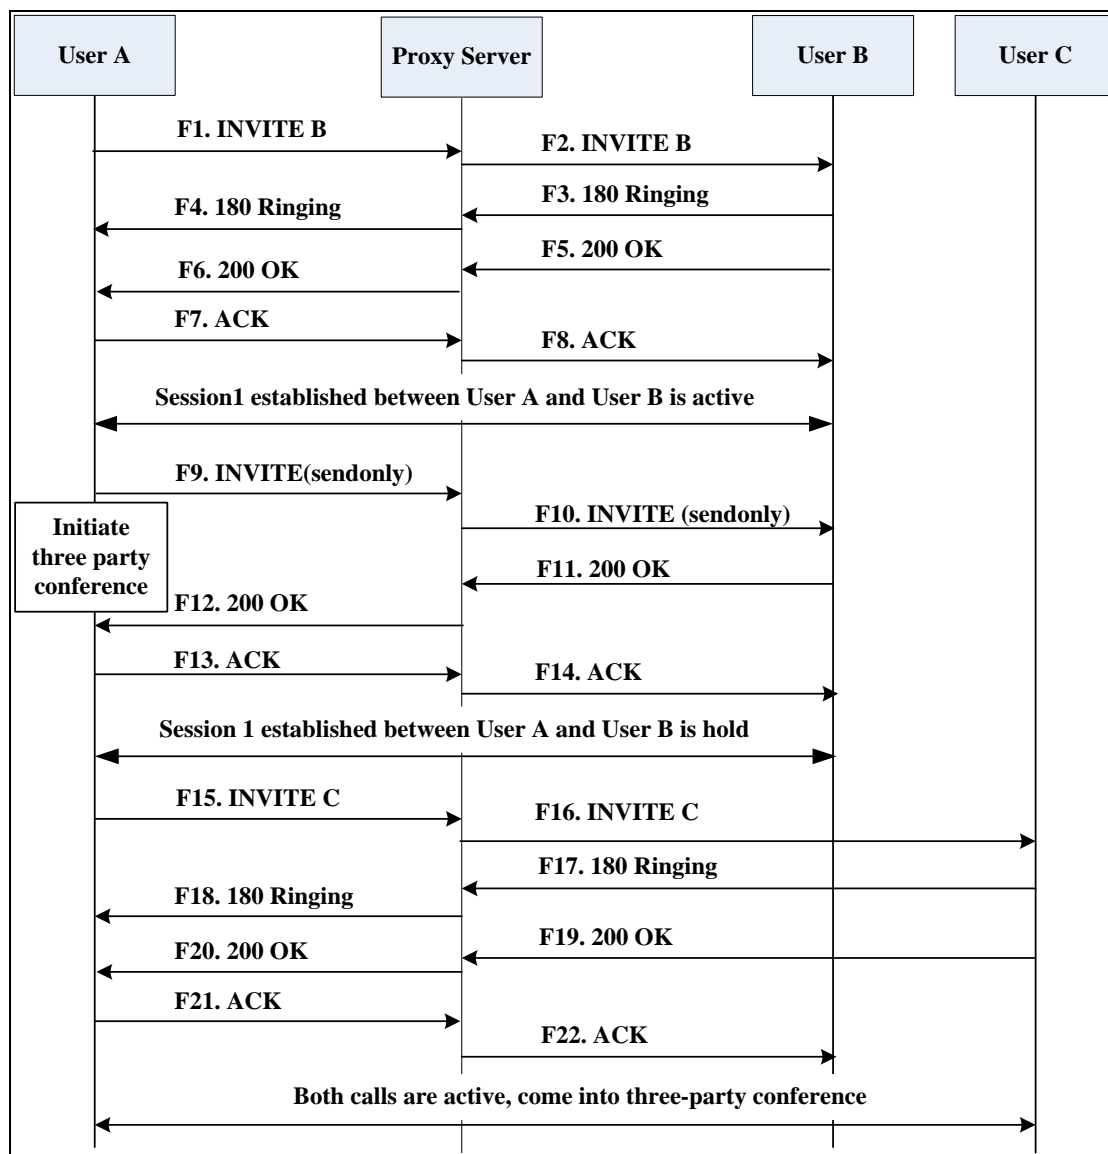 User A
Proxy Server
User B
User C
F1. INVITE B
F2. INVITE B
F3. 180 Ringing
F4. 180 Ringing
F5. 200 OK
F6. 200 OK
F7. ACK
F8. ACK
Session1 established between User A and User B is active
F9. INVITE(sendonly)
Initiate
three party
conference
F10. INVITE (sendonly)
F11. 200 OK
F12. 200 OK
F13. ACK
F14. ACK
Session 1 established between User A and User B is hold
F15. INVITE C
F16. INVITE C
F17. 180 Ringing
F18. 180 Ringing
F19. 200 OK
F20. 200 OK
F21. ACK
F22. ACK
Both calls are active, come into three-party conference